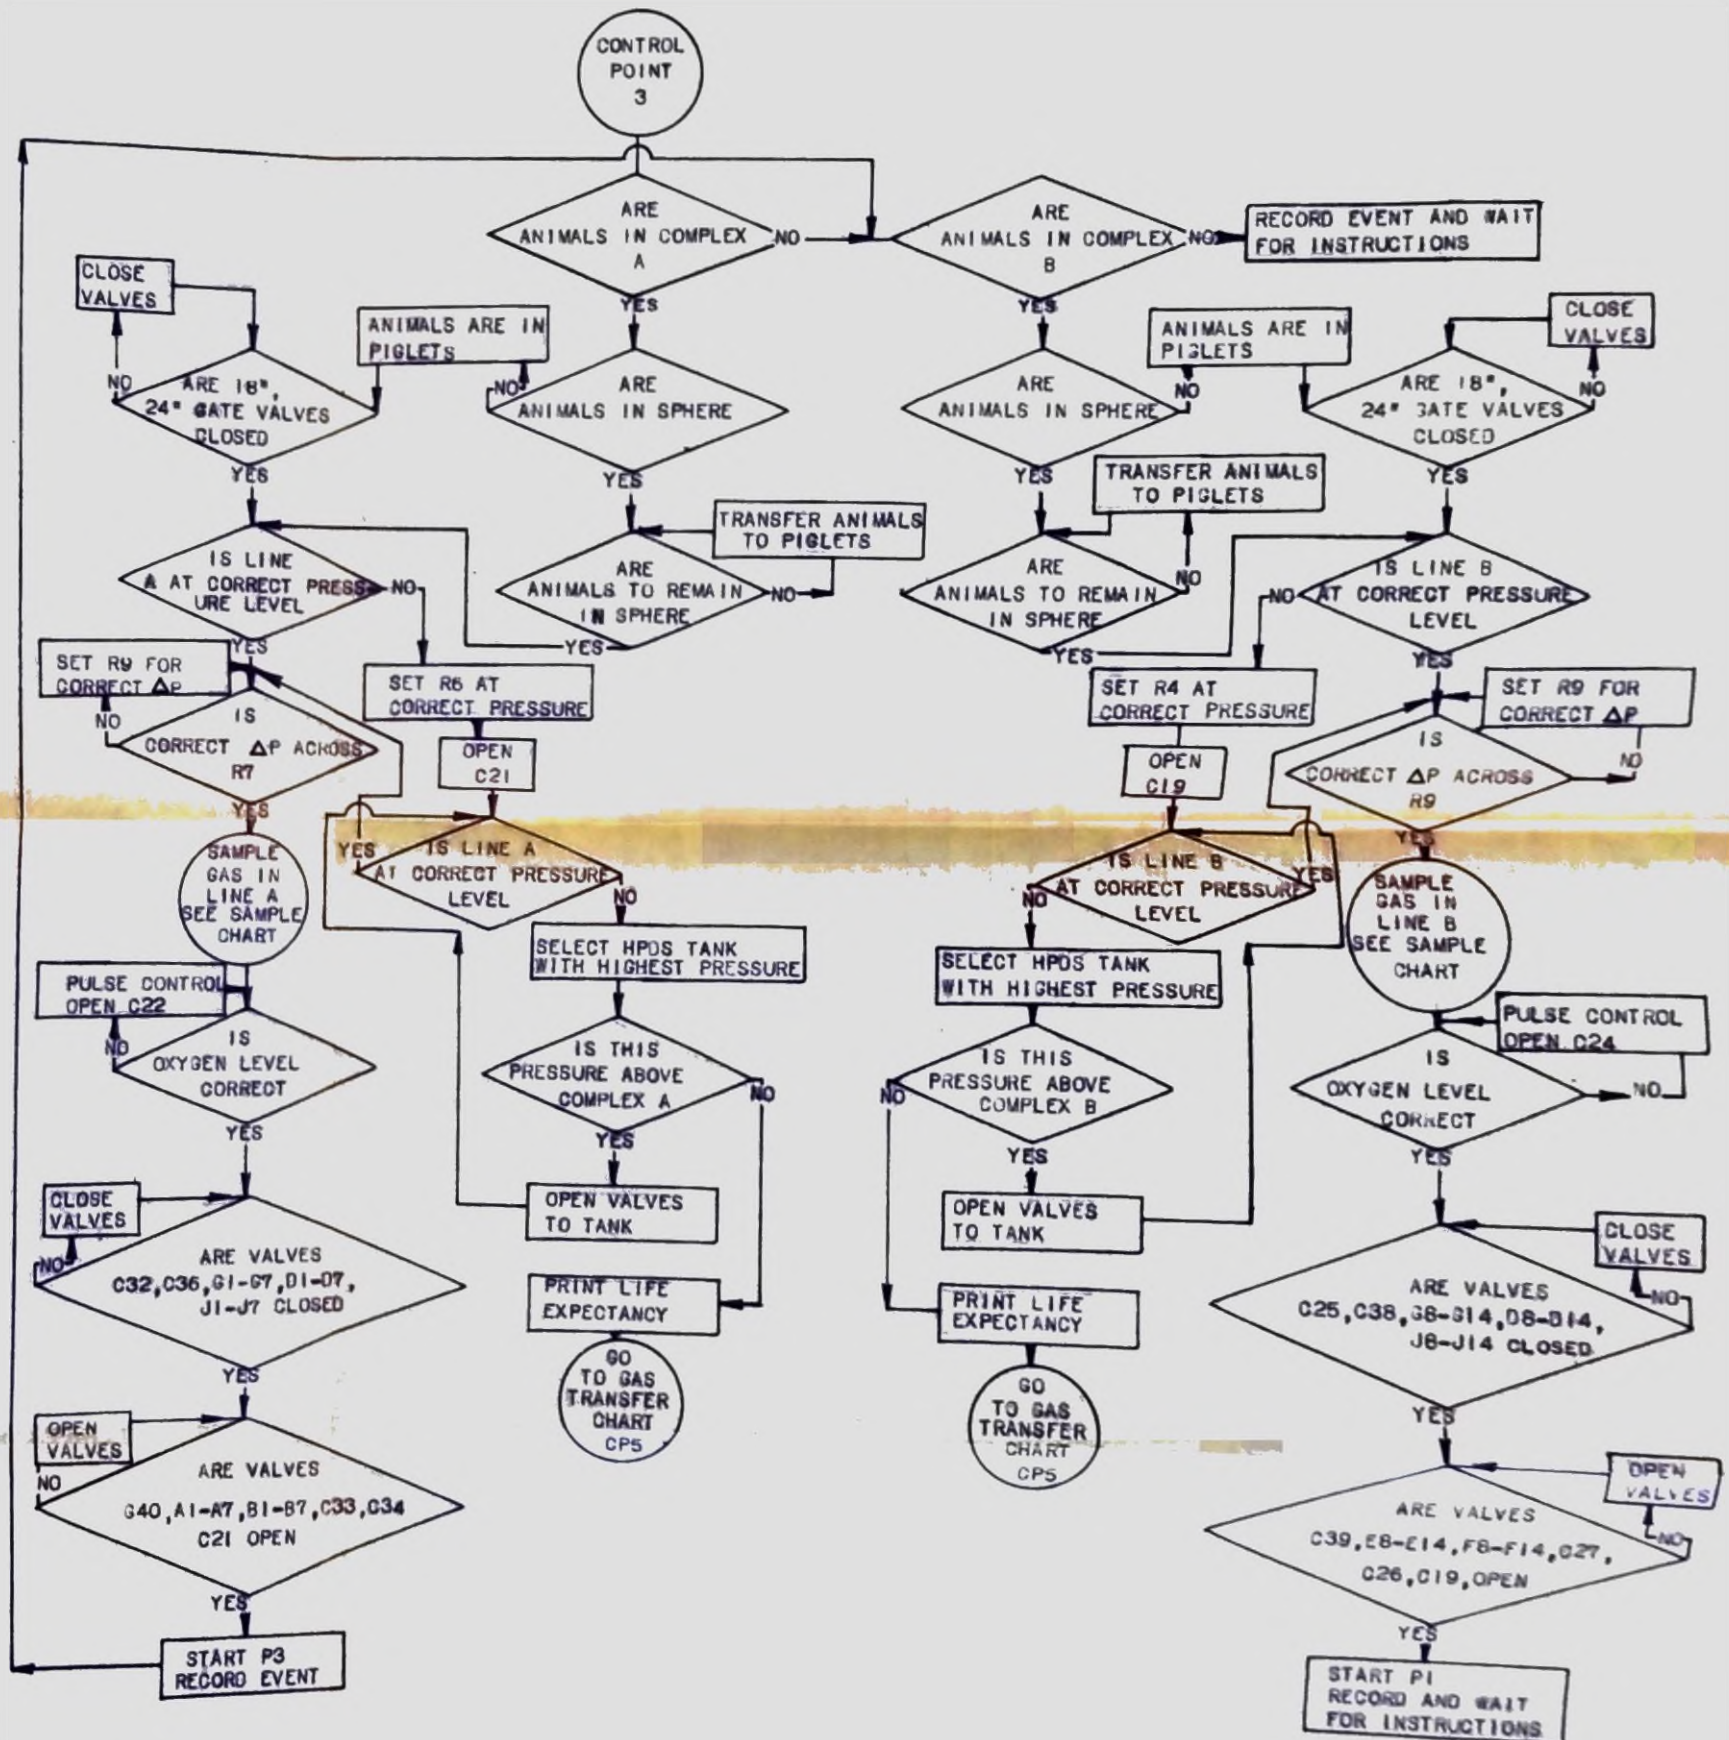 CONTROL
POINT
3
ARE
ANIMALS IN COMPLEX
A
NO
YES
ARE
ANIMALS IN COMPLEX
B
NO
YES
RECORD EVENT AND WAIT
FOR INSTRUCTIONS
CLOSE
VALVES
NO
ARE 18",
24" GATE VALVES
CLOSED
YES
ANIMALS ARE IN
PIGLETS
NO
ARE
ANIMALS IN SPHERE
YES
ARE
ANIMALS IN SPHERE
NO
YES
ANIMALS ARE IN
PIGLETS
CLOSE
VALVES
NO
ARE 18",
24" GATE VALVES
CLOSED
YES
IS LINE
A AT CORRECT PRESS
URE LEVEL
NO
YES
TRANSFER ANIMALS
TO PIGLETS
ARE
ANIMALS TO REMAIN
IN SPHERE
NO
YES
TRANSFER ANIMALS
TO PIGLETS
ARE
ANIMALS TO REMAIN
IN SPHERE
NO
YES
IS LINE B
AT CORRECT PRESSURE
LEVEL
NO
YES
SET R9 FOR
CORRECT ΔP
NO
IS
CORRECT ΔP ACROSS
R7
YES
SET R6 AT
CORRECT PRESSURE
OPEN
C21
SET R4 AT
CORRECT PRESSURE
OPEN
C19
SET R9 FOR
CORRECT ΔP
NO
IS
CORRECT ΔP ACROSS
R9
YES
SAMPLE
GAS IN
LINE A
SEE SAMPLE
CHART
YES
IS LINE A
AT CORRECT PRESSURE
LEVEL
NO
IS LINE B
AT CORRECT PRESSURE
LEVEL
YES
NO
SAMPLE
GAS IN
LINE B
SEE SAMPLE
CHART
PULSE CONTROL
OPEN C22
NO
IS
OXYGEN LEVEL
CORRECT
YES
SELECT HPOS TANK
WITH HIGHEST PRESSURE
IS THIS
PRESSURE ABOVE
COMPLEX A
NO
YES
SELECT HPOS TANK
WITH HIGHEST PRESSURE
IS THIS
PRESSURE ABOVE
COMPLEX B
NO
YES
PULSE CONTROL
OPEN C24
IS
OXYGEN LEVEL
CORRECT
NO
YES
CLOSE
VALVES
NO
ARE VALVES
C32,C36,G1-G7,D1-D7,
J1-J7 CLOSED
YES
OPEN VALVES
TO TANK
PRINT LIFE
EXPECTANCY
GO
TO GAS
TRANSFER
CHART
CP5
OPEN VALVES
TO TANK
PRINT LIFE
EXPECTANCY
GO
TO GAS
TRANSFER
CHART
CP5
CLOSE
VALVES
NO
ARE VALVES
C25,C38,G8-G14,D8-D14,
J8-J14 CLOSED
YES
OPEN
VALVES
NO
ARE VALVES
C40,A1-A7,B1-B7,C33,C34
C21 OPEN
YES
START P3
RECORD EVENT
OPEN
VALVES
NO
ARE VALVES
C39,E8-E14,F8-F14,C27,
C26,C19,OPEN
YES
START P1
RECORD AND WAIT
FOR INSTRUCTIONS